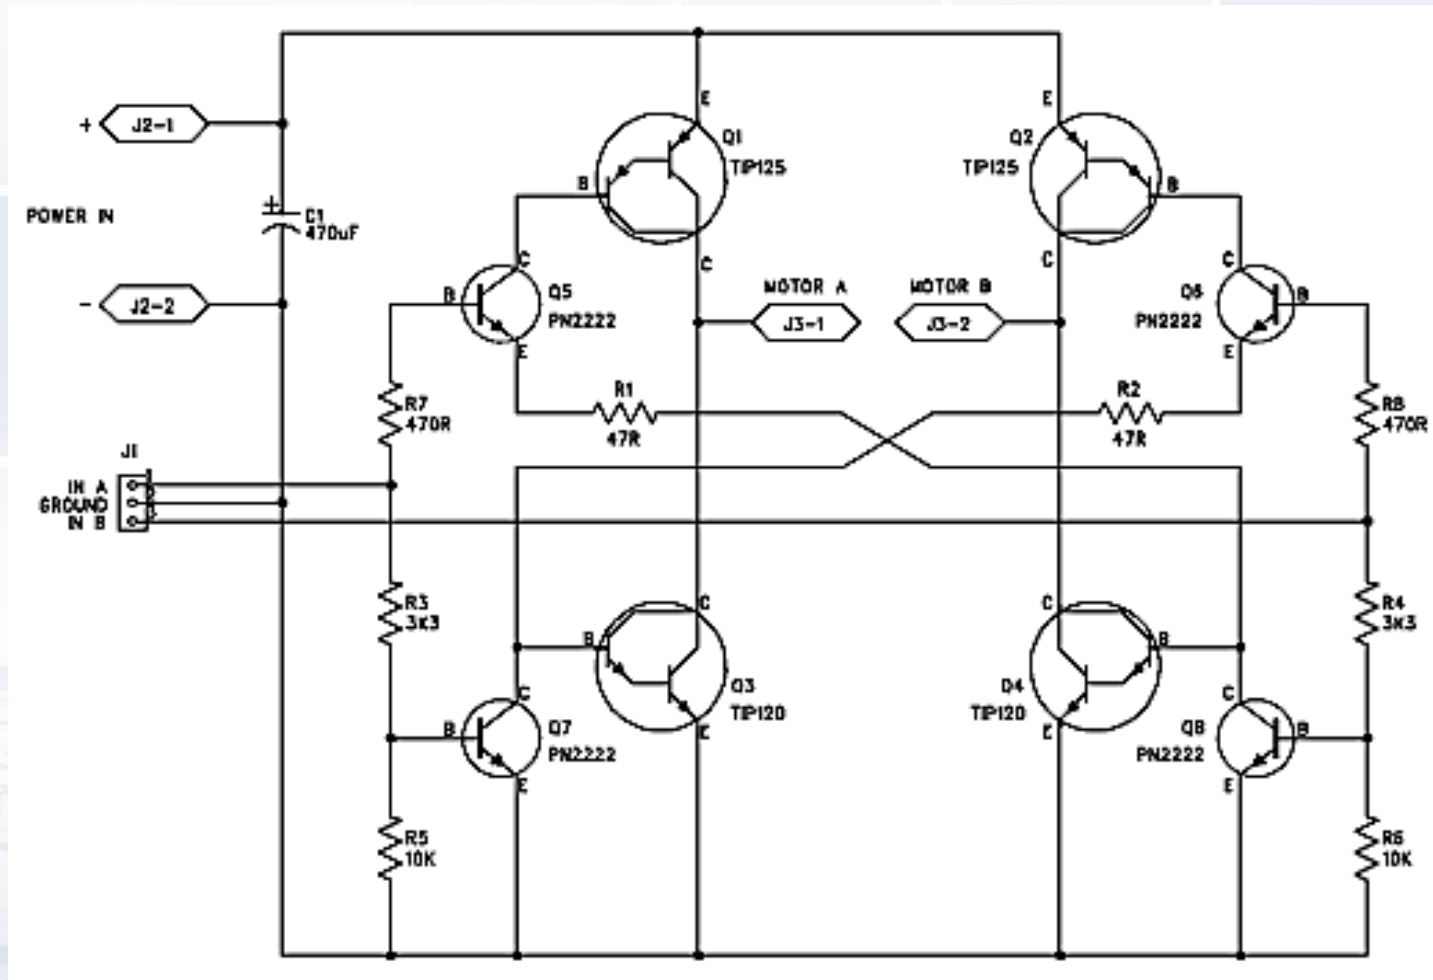 E
E
+
J2-1
Q1
TIP125
Q2
TIP125
B
B
POWER IN
+
C1
470uF
C
C
C
C
-
J2-2
B
Q5
PN2222
E
MOTOR A
J3-1
MOTOR B
J3-2
Q6
PN2222
B
E
R7
470R
R1
47R
R2
47R
R8
470R
J1
IN A
GROUND
IN B
R3
3K3
C
C
R4
3K3
B
B
Q3
TIP120
Q4
TIP120
C
C
B
Q7
PN2222
E
E
Q8
PN2222
B
E
E
R5
10K
R6
10K